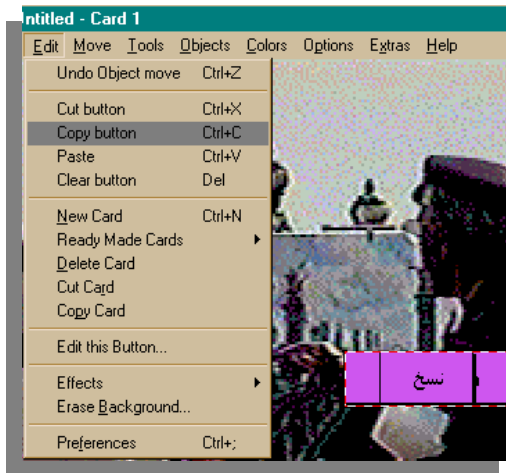 ntitled - Card 1
Edit Move Tools Objects Colors Options Extras Help
Undo Object move Ctrl+Z
Cut button Ctrl+X
Copy button Ctrl+C
Paste Ctrl+V
Clear button Del
New Card Ctrl+N
Ready Made Cards
Delete Card
Cut Card
Copy Card
Edit this Button...
Effects
Erase Background...
Preferences Ctrl+;
نسخ